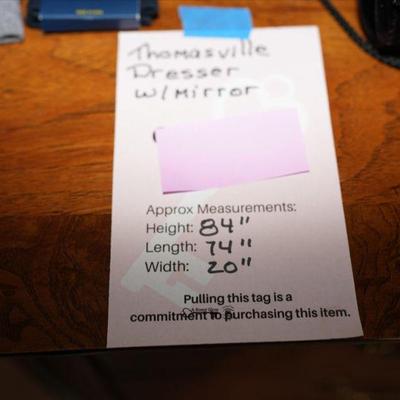 Thomasville
Dresser
w/Mirror
Approx Measurements:
Height: 84"
Length: 74"
Width: 20"
Pulling this tag is a
commitment to purchasing this item.